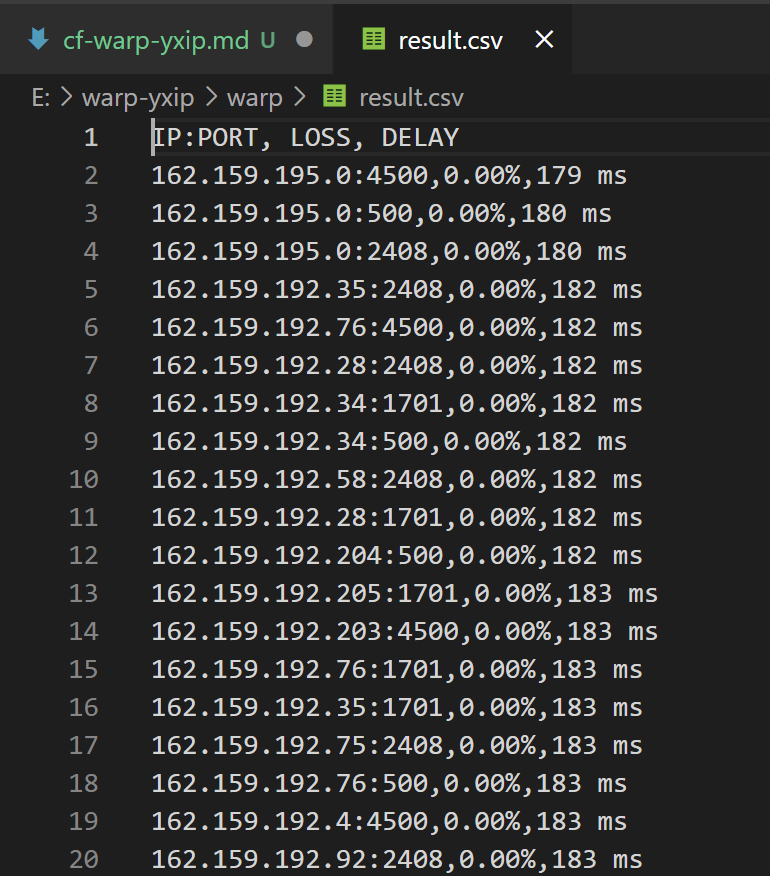 cf-warp-yxip.md U ● result.csv ×
E: > warp-yxip > warp > result.csv
1 IP:PORT, LOSS, DELAY
2 162.159.195.0:4500,0.00%,179 ms
3 162.159.195.0:500,0.00%,180 ms
4 162.159.195.0:2408,0.00%,180 ms
5 162.159.192.35:2408,0.00%,182 ms
6 162.159.192.76:4500,0.00%,182 ms
7 162.159.192.28:2408,0.00%,182 ms
8 162.159.192.34:1701,0.00%,182 ms
9 162.159.192.34:500,0.00%,182 ms
10 162.159.192.58:2408,0.00%,182 ms
11 162.159.192.28:1701,0.00%,182 ms
12 162.159.192.204:500,0.00%,182 ms
13 162.159.192.205:1701,0.00%,183 ms
14 162.159.192.203:4500,0.00%,183 ms
15 162.159.192.76:1701,0.00%,183 ms
16 162.159.192.35:1701,0.00%,183 ms
17 162.159.192.75:2408,0.00%,183 ms
18 162.159.192.76:500,0.00%,183 ms
19 162.159.192.4:4500,0.00%,183 ms
20 162.159.192.92:2408,0.00%,183 ms